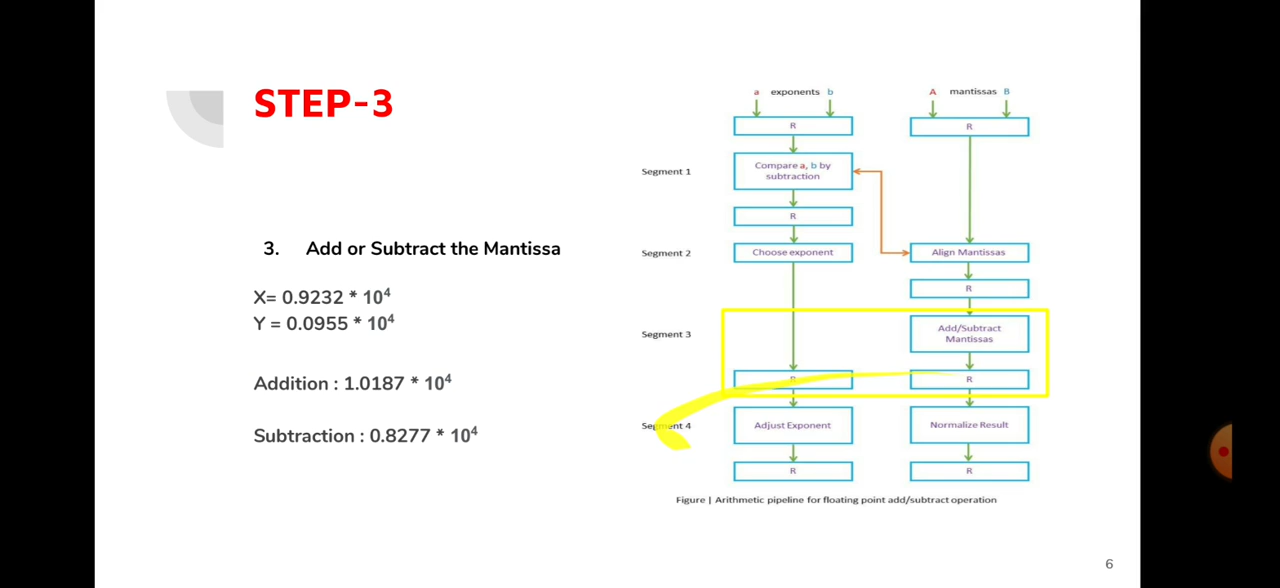 STEP-3
3. Add or Subtract the Mantissa
X= 0.9232 * 10⁴
Y = 0.0955 * 10⁴
Addition : 1.0187 * 10⁴
Subtraction : 0.8277 * 10⁴
a exponents b
A mantissas B
R
R
Segment 1
Compare a, b by
subtraction
R
Segment 2
Choose exponent
Align Mantissas
R
Segment 3
Add/Subtract
Mantissas
R
R
Segment 4
Adjust Exponent
Normalize Result
R
R
Figure | Arithmetic pipeline for floating point add/subtract operation
6